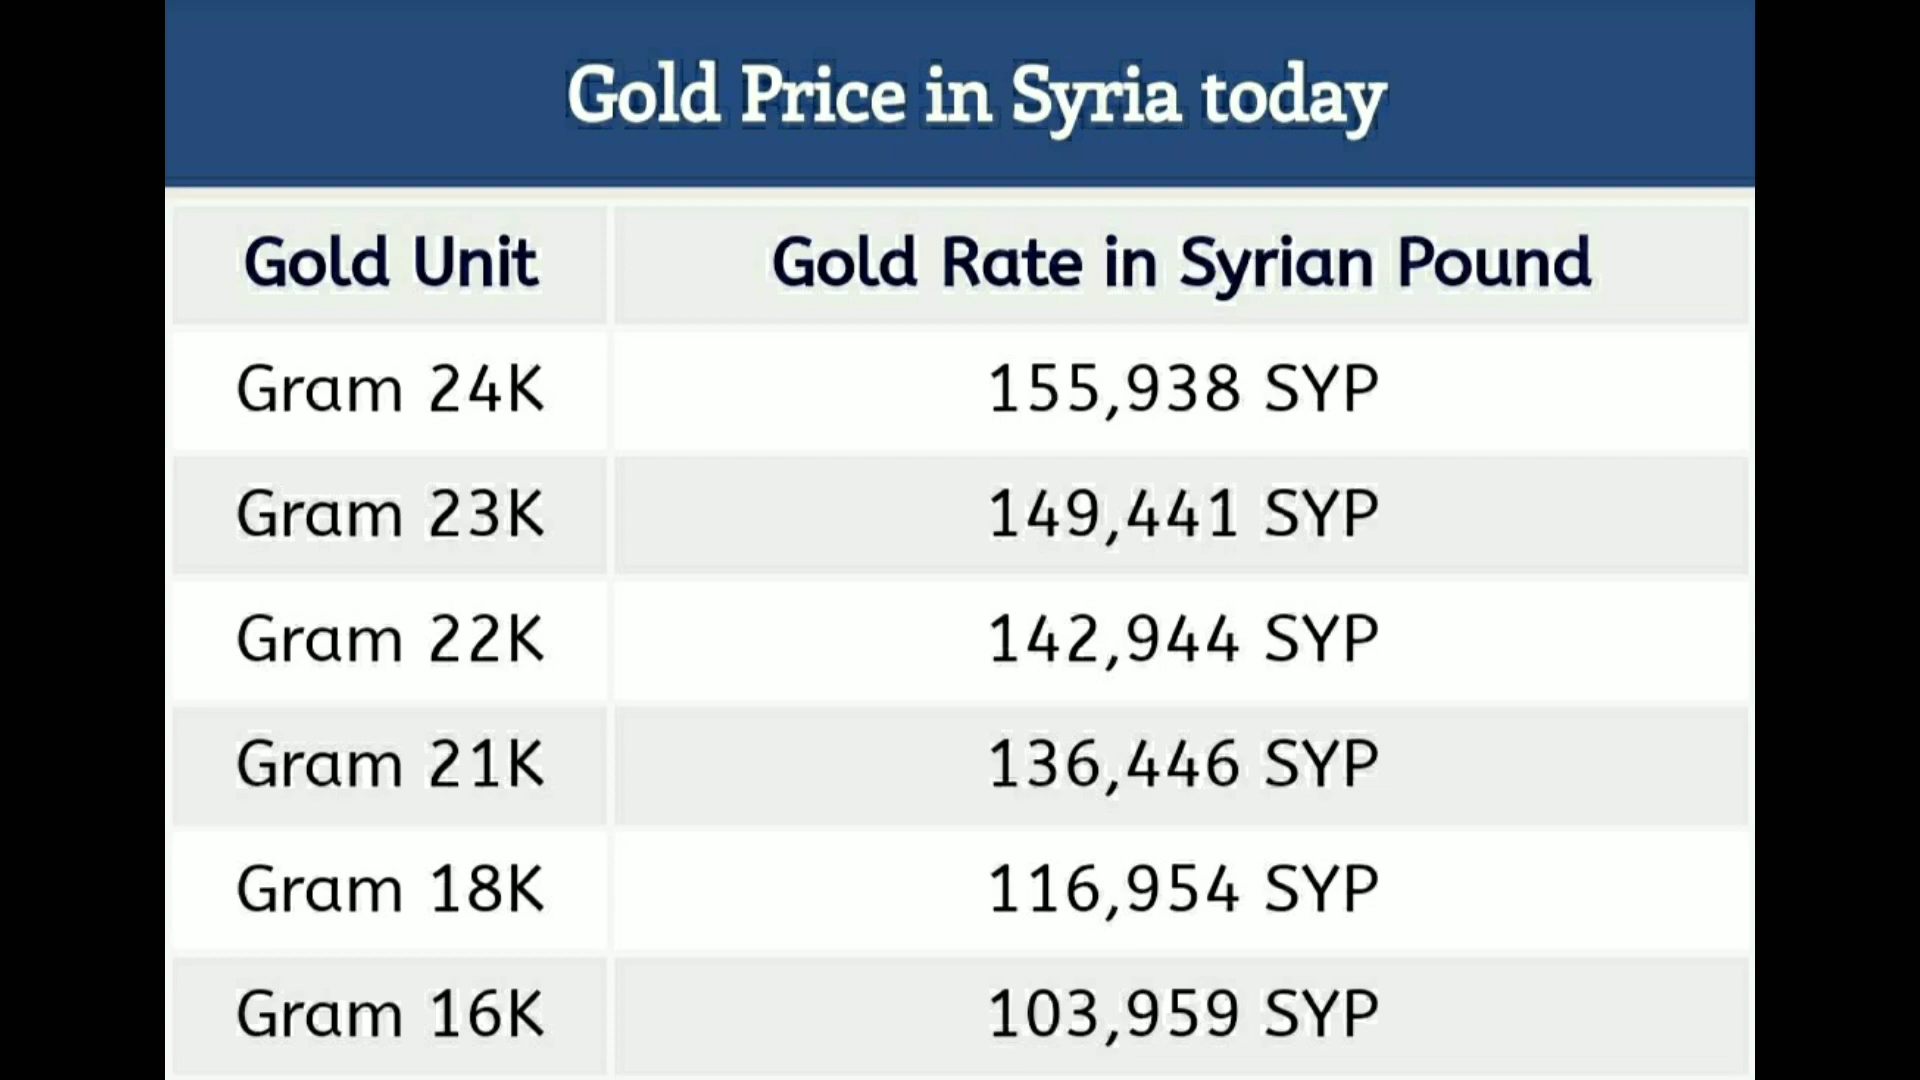 Gold Price in Syria today
Gold Unit Gold Rate in Syrian Pound
Gram 24K 155,938 SYP
Gram 23K 149,441 SYP
Gram 22K 142,944 SYP
Gram 21K 136,446 SYP
Gram 18K 116,954 SYP
Gram 16K 103,959 SYP